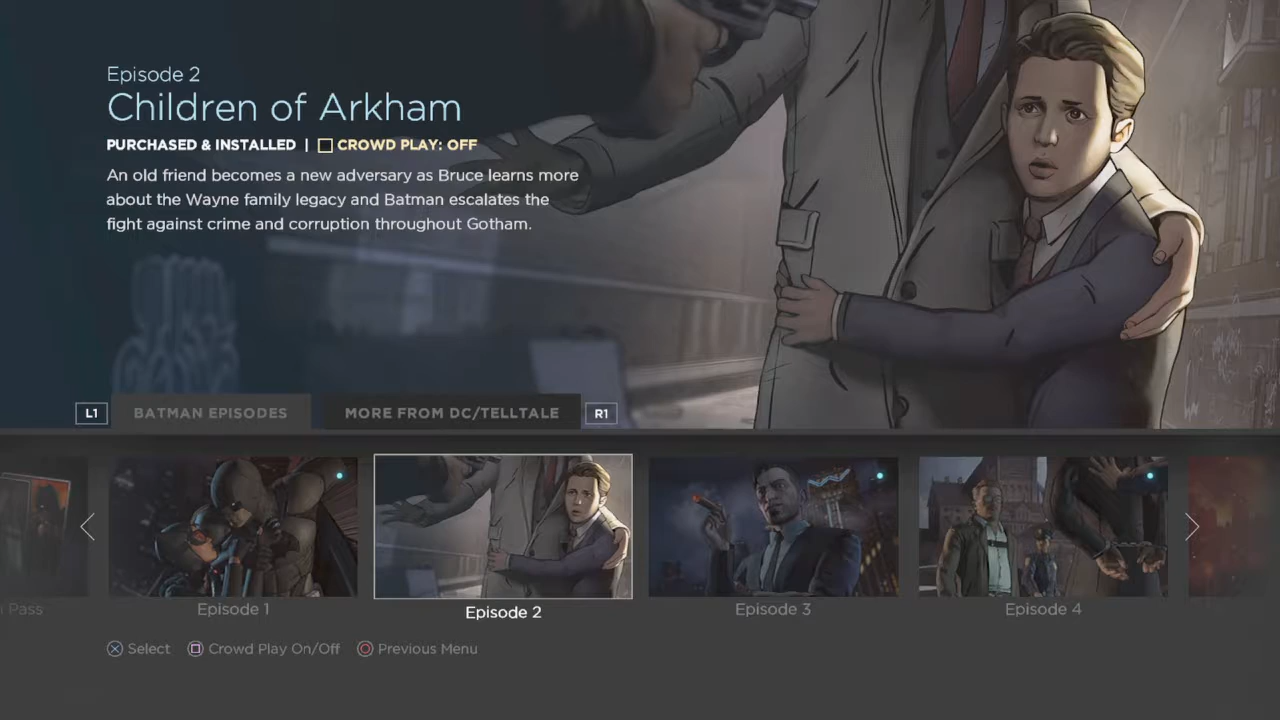 Episode 2
Children of Arkham
PURCHASED & INSTALLED | CROWD PLAY: OFF
An old friend becomes a new adversary as Bruce learns more
about the Wayne family legacy and Batman escalates the
fight against crime and corruption throughout Gotham.
L1 BATMAN EPISODES MORE FROM DC/TELLTALE R1
Pass Episode 1 Episode 2 Episode 3 Episode 4
Select Crowd Play On/Off Previous Menu